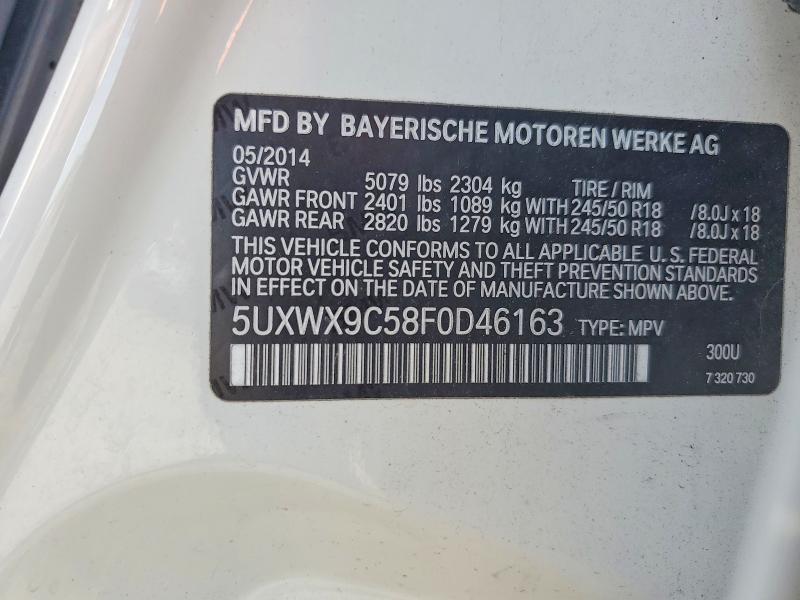 MFD BY BAYERISCHE MOTOREN WERKE AG
05/2014
GVWR 5079 lbs 2304 kg TIRE / RIM
GAWR FRONT 2401 lbs 1089 kg WITH 245/50 R18 / 8.0J x 18
GAWR REAR 2820 lbs 1279 kg WITH 245/50 R18 / 8.0J x 18
THIS VEHICLE CONFORMS TO ALL APPLICABLE U. S. FEDERAL
MOTOR VEHICLE SAFETY AND THEFT PREVENTION STANDARDS
IN EFFECT ON THE DATE OF MANUFACTURE SHOWN ABOVE.
5UXWX9C58F0D46163 TYPE: MPV
300U
7 320 730